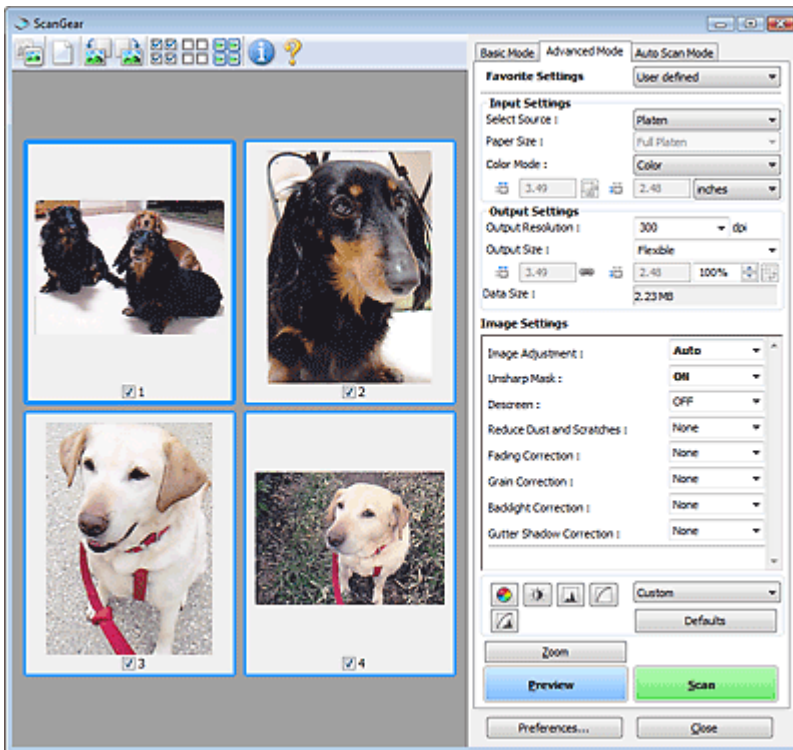 ScanGear
Basic Mode Advanced Mode Auto Scan Mode
Favorite Settings User defined
Input Settings
Select Source : Platen
Paper Size : Full Platen
Color Mode : Color
3.49 2.48 inches
Output Settings
Output Resolution : 300 dpi
Output Size : Flexible
3.49 2.48 100%
Data Size : 2.23 MB
Image Settings
Image Adjustment : Auto
Unsharp Mask : ON
Descreen : OFF
Reduce Dust and Scratches : None
Fading Correction : None
Grain Correction : None
Backlight Correction : None
Gutter Shadow Correction : None
Custom
Defaults
Zoom
Preview Scan
Preferences... Close
1
2
3
4